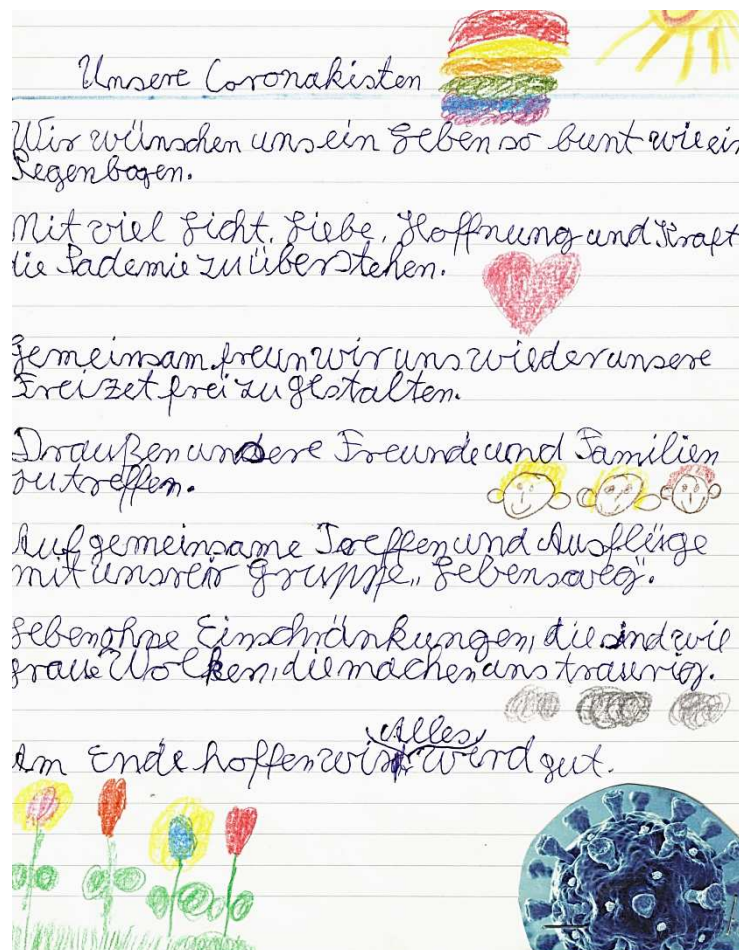 Unsere Coronakisten
Wir wünschen uns ein Leben so bunt wie ein
Regenbogen.
Mit viel Licht, Liebe, Hoffnung und Kraft
die Pademie zu überstehen.
Gemeinsam freun wir uns wieder unsere
Freizet frei zu gestalten.
Draußen unsere Freunde und Familien
zu treffen.
Auf gemeinsame Treffen und Ausflüge
mit unsrer Gruppe „Lebensweg“.
Leben ohne Einschränkungen, die sind wie
graue Wolken, die machen uns traurig.
Am Ende hoffen wir Alles wird gut.